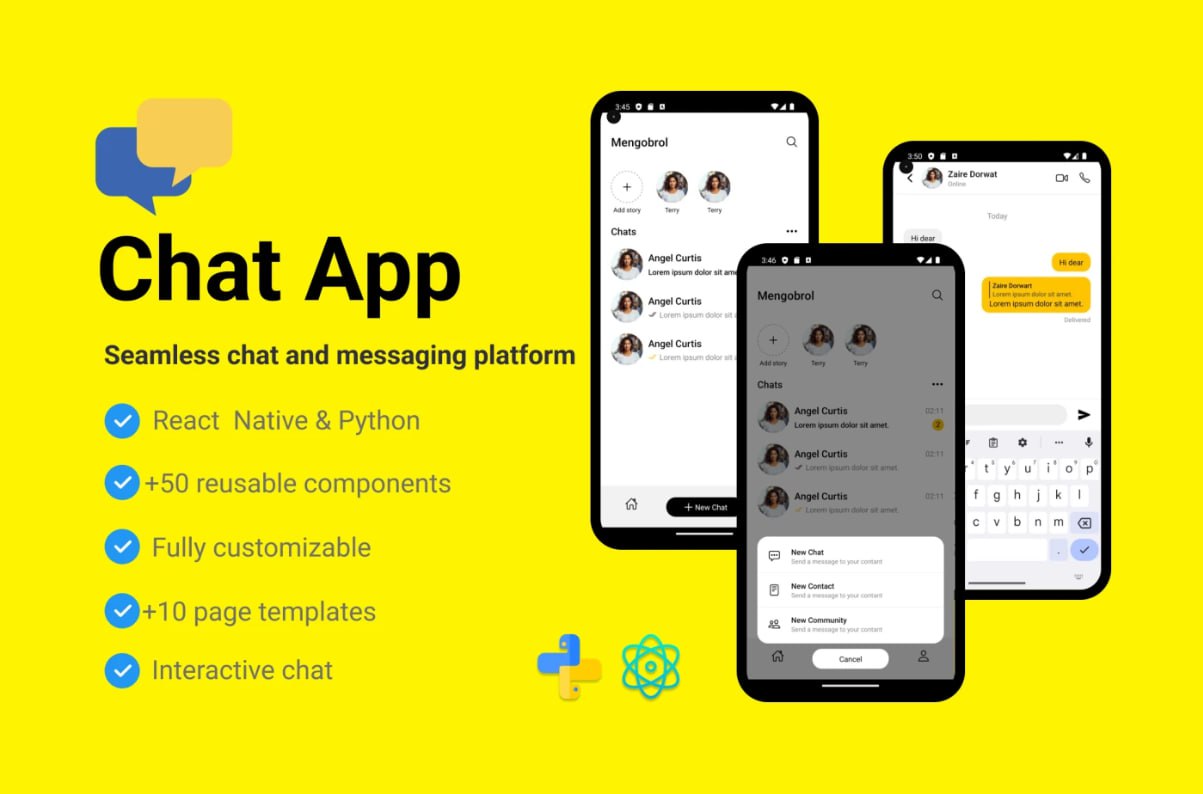 Chat App
Seamless chat and messaging platform
React Native & Python
+50 reusable components
Fully customizable
+10 page templates
Interactive chat
3:45
Mengobrol
+
Add story
Terry
Terry
Chats
Angel Curtis
Lorem ipsum dolor sit ame
Angel Curtis
Lorem ipsum dolor sit a
Angel Curtis
Lorem ipsum dolor sit a
+ New Chat
3:46
Mengobrol
+
Add story
Terry
Terry
Chats
Angel Curtis
02:11
Lorem ipsum dolor sit amet.
2
Angel Curtis
02:11
Lorem ipsum dolor sit amet.
Angel Curtis
02:11
Lorem ipsum dolor sit amet.
New Chat
Send a message to your contant
New Contact
Send a message to your contant
New Community
Send a message to your contant
Cancel
3:50
Zaire Dorwat
Online
Today
Hi dear
Hi dear
Zaire Dorwart
Lorem ipsum dolor sit amet.
Lorem ipsum dolor sit amet.
Delivered
r t y u i o p
f g h j k l
c v b n m
.